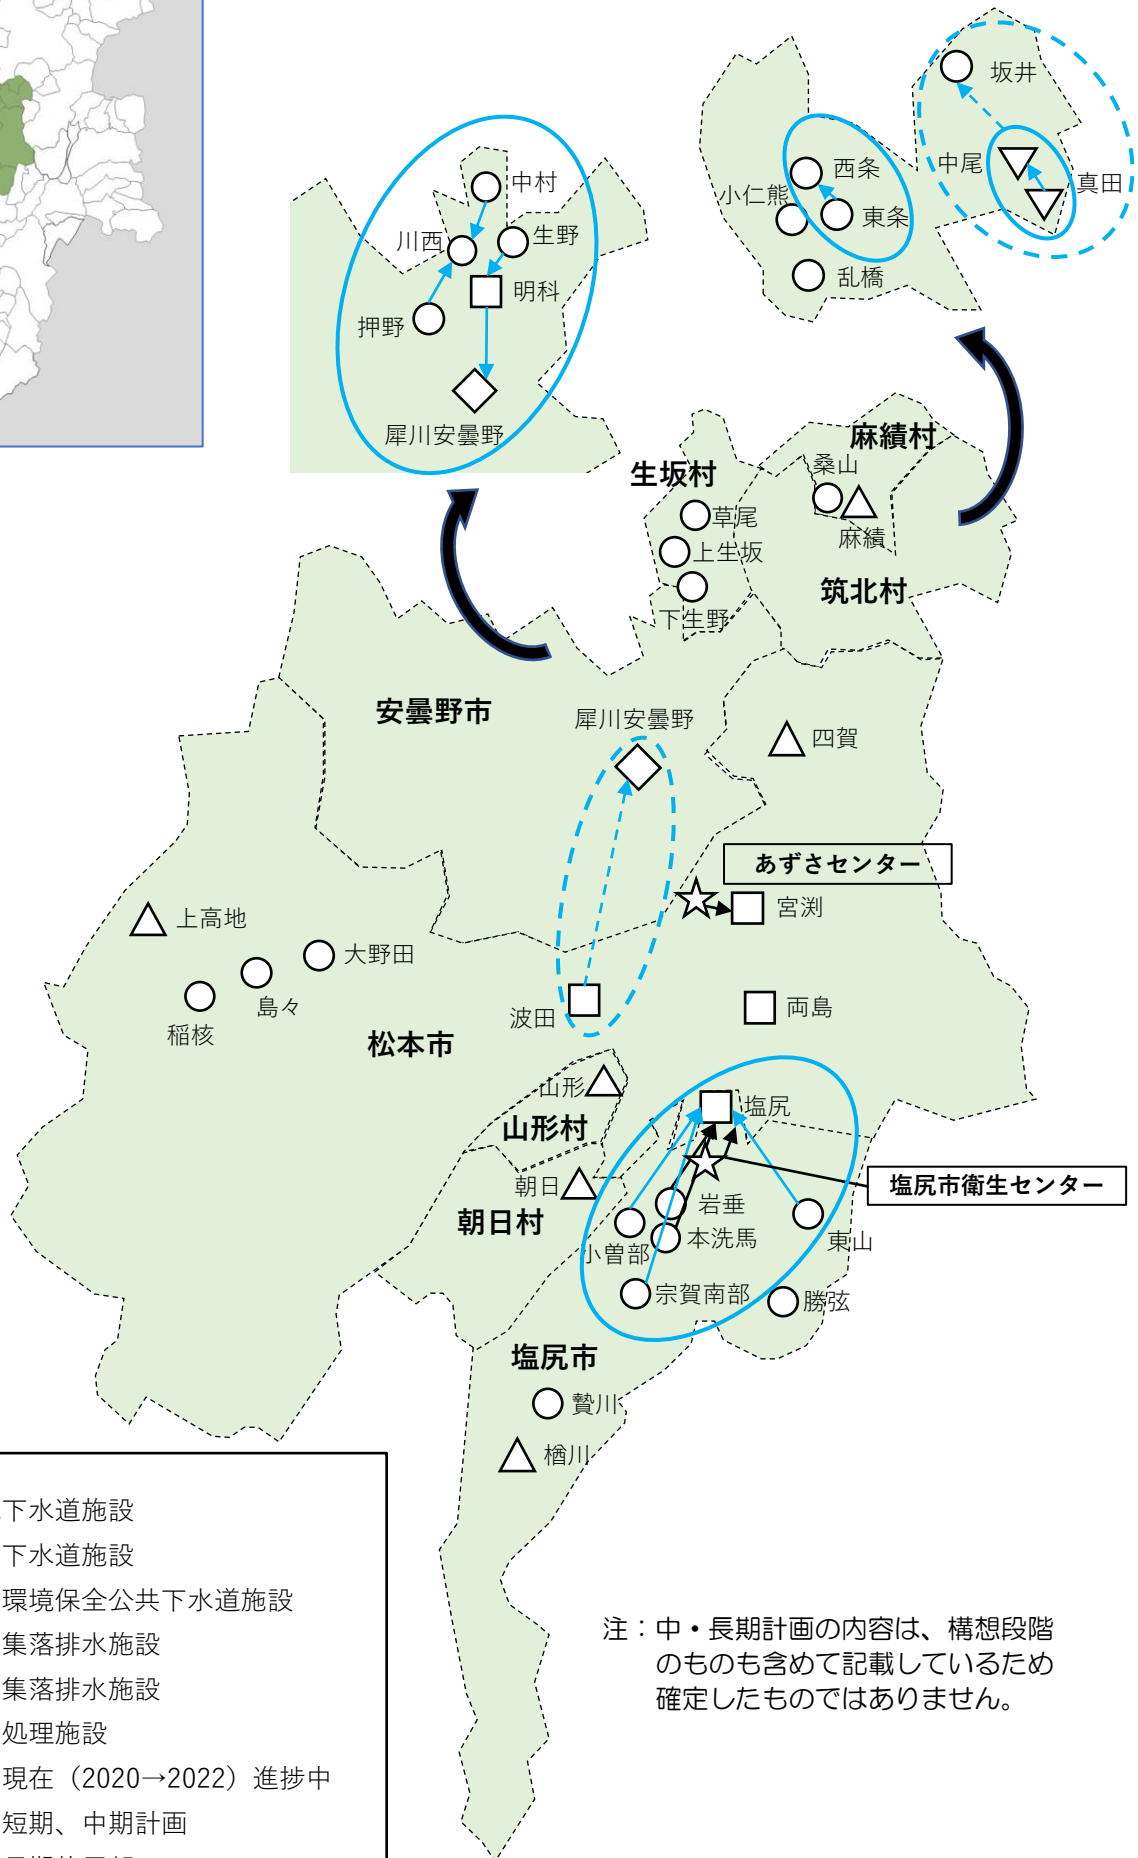 坂井
中尾
真田
西条
小仁熊
東条
乱橋
中村
川西
生野
明科
押野
犀川安曇野
麻績村
桑山
麻績
生坂村
草尾
上生坂
下生野
筑北村
安曇野市
犀川安曇野
四賀
あずさセンター
宮渕
上高地
大野田
島々
稲核
波田
両島
松本市
山形
塩尻
山形村
塩尻市衛生センター
朝日
岩垂
朝日村
小曽部
本洗馬
東山
宗賀南部
勝弦
塩尻市
贄川
楢川
下水道施設
下水道施設
環境保全公共下水道施設
集落排水施設
集落排水施設
処理施設
現在（2020→2022）進捗中
短期、中期計画
注：中・長期計画の内容は、構想段階
のものも含めて記載しているため
確定したものではありません。